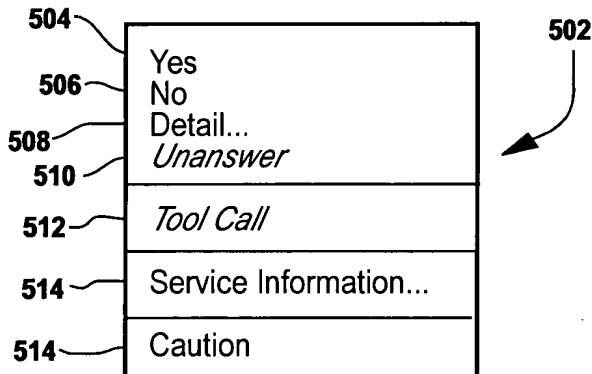 504
502
Yes
506
No
508
Detail...
510
Unanswer
512
Tool Call
514
Service Information...
514
Caution